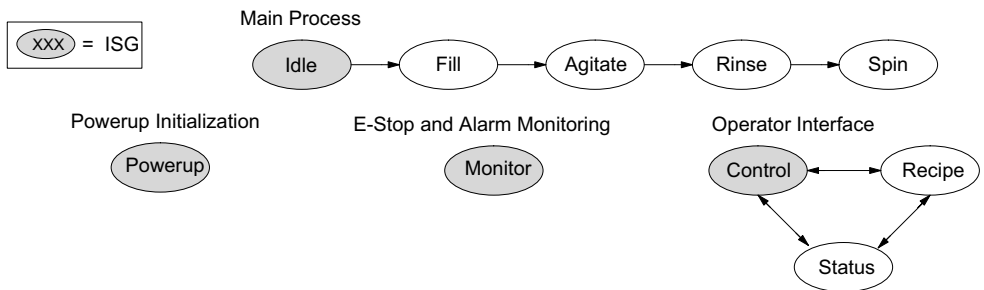 Main Process
XXX = ISG
Idle
Fill
Agitate
Rinse
Spin
Powerup Initialization
E-Stop and Alarm Monitoring
Operator Interface
Powerup
Monitor
Control
Recipe
Status